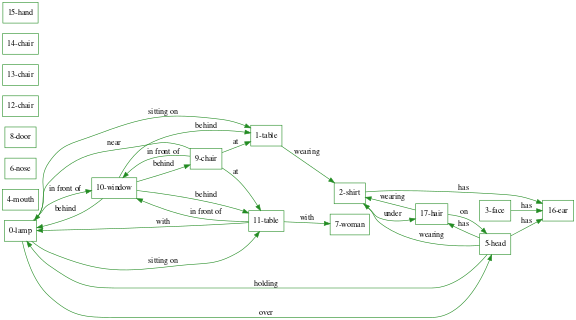 15-hand
14-chair
13-chair
12-chair
8-door
6-nose
4-mouth
0-lamp
10-window
9-chair
1-table
11-table
2-shirt
7-woman
17-hair
3-face
5-head
16-ear
sitting on
behind
near
in front of
behind
at
at
wearing
in front of
behind
behind
in front of
with
with
sitting on
has
wearing
under
on
has
has
has
wearing
holding
over